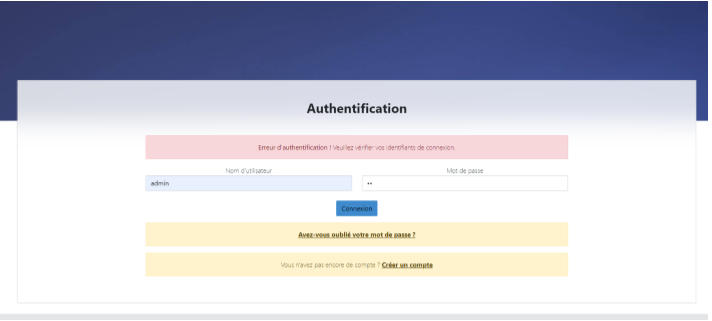 Authentification
Erreur d'authentification ! Veuillez vérifier vos identifiants de connexion.
Nom d'utilisateur
Mot de passe
admin
••
Connexion
Avez-vous oublié votre mot de passe ?
Vous n'avez pas encore de compte ? Créer un compte